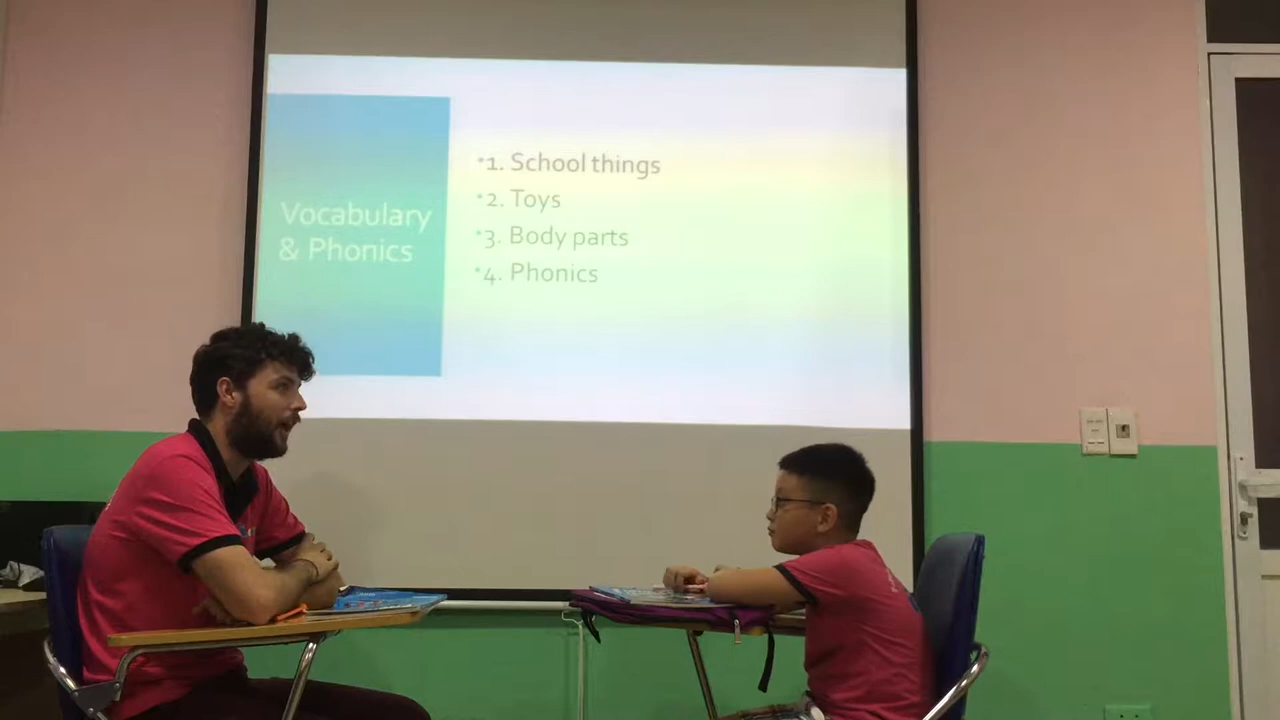 Vocabulary
& Phonics
•1. School things
•2. Toys
•3. Body parts
•4. Phonics